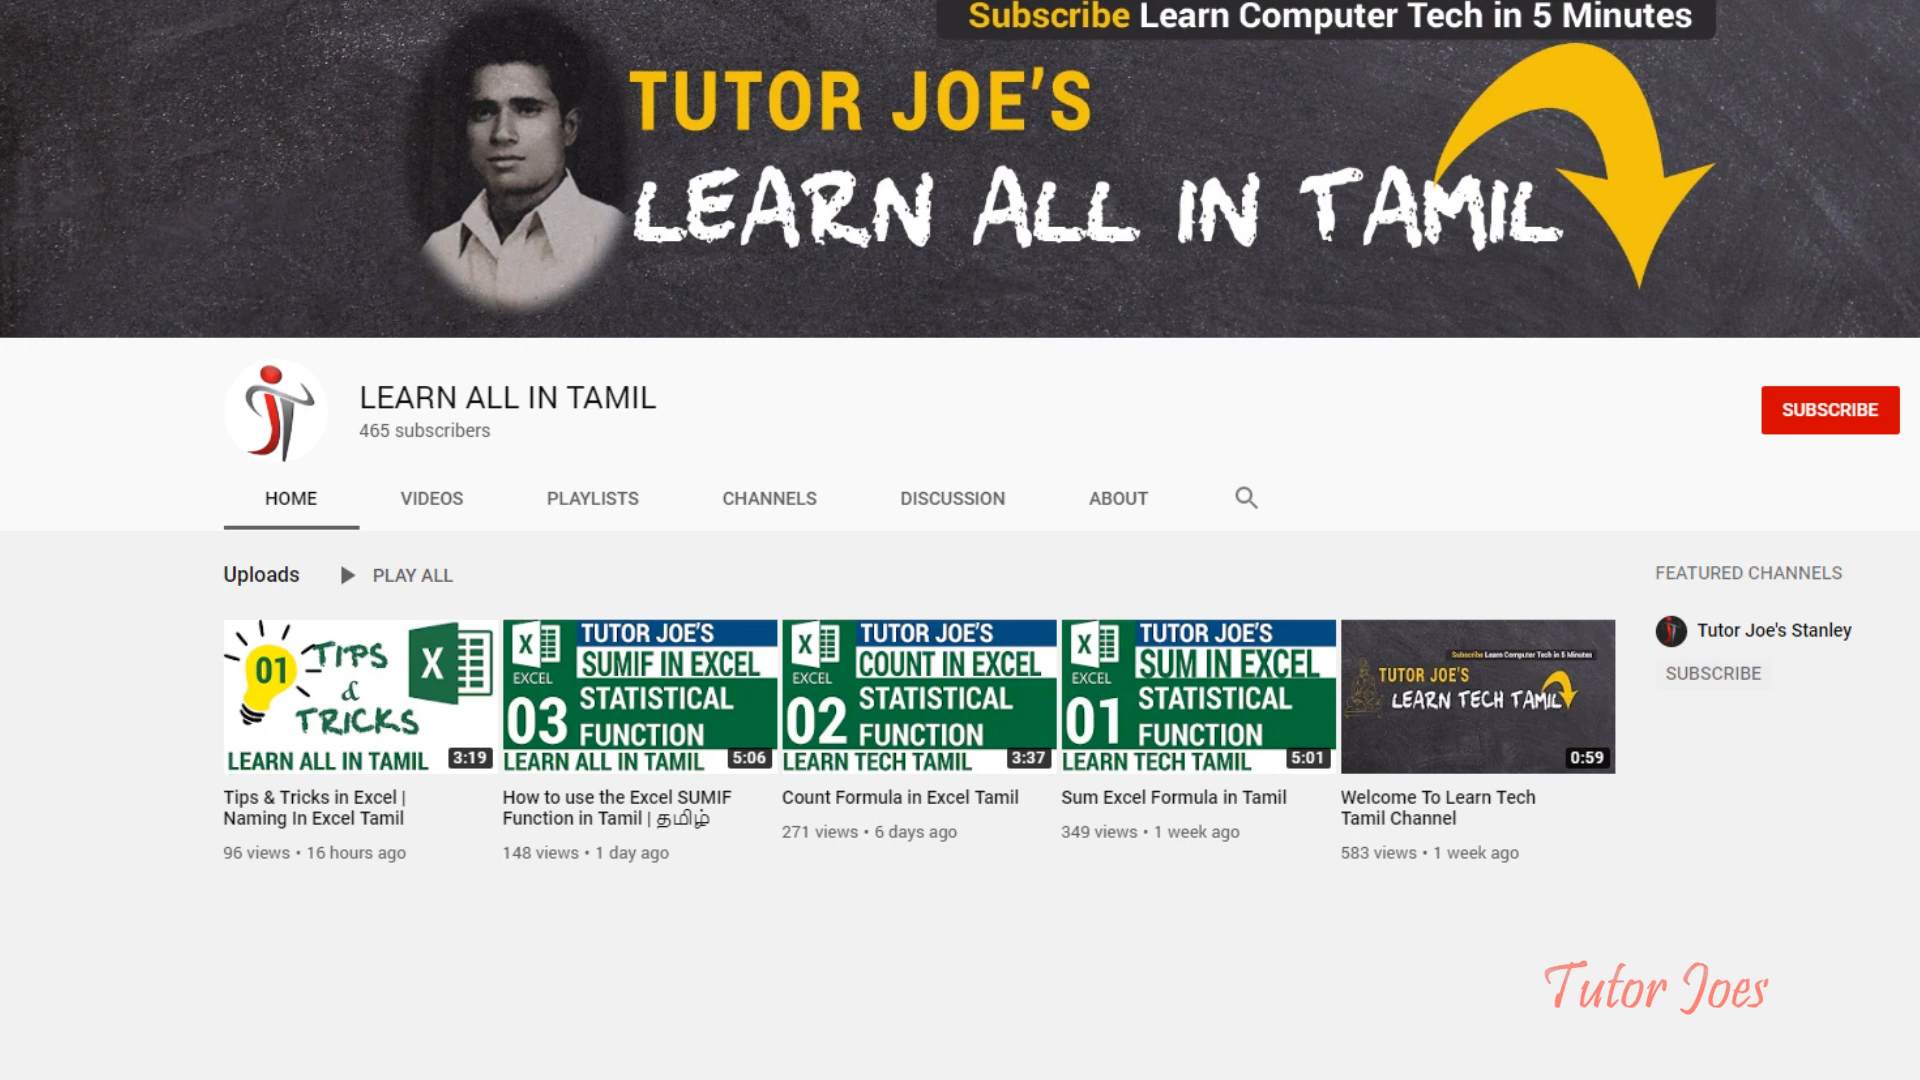 Subscribe Learn Computer Tech in 5 Minutes
TUTOR JOE'S
LEARN ALL IN TAMIL
LEARN ALL IN TAMIL
465 subscribers
SUBSCRIBE
HOME VIDEOS PLAYLISTS CHANNELS DISCUSSION ABOUT
Uploads PLAY ALL
FEATURED CHANNELS
Tutor Joe's Stanley
SUBSCRIBE
01 TIPS
&
TRICKS
X
LEARN ALL IN TAMIL 3:19
Tips & Tricks in Excel |
Naming In Excel Tamil
96 views • 16 hours ago
X
EXCEL
TUTOR JOE'S
SUMIF IN EXCEL
03 STATISTICAL
FUNCTION
LEARN ALL IN TAMIL 5:06
How to use the Excel SUMIF
Function in Tamil | தமிழ்
148 views • 1 day ago
X
EXCEL
TUTOR JOE'S
COUNT IN EXCEL
02 STATISTICAL
FUNCTION
LEARN TECH TAMIL 3:37
Count Formula in Excel Tamil
271 views • 6 days ago
X
EXCEL
TUTOR JOE'S
SUM IN EXCEL
01 STATISTICAL
FUNCTION
LEARN TECH TAMIL 5:01
Sum Excel Formula in Tamil
349 views • 1 week ago
Subscribe Learn Computer Tech in 5 Minutes
TUTOR JOE'S
LEARN TECH TAMIL
0:59
Welcome To Learn Tech
Tamil Channel
583 views • 1 week ago
Tutor Joes